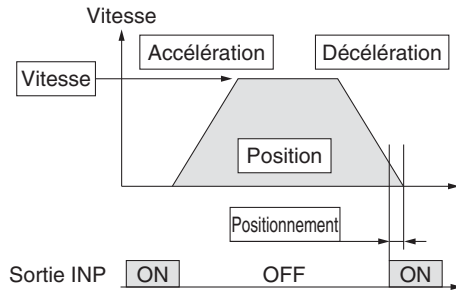 Vitesse
Accélération
Décélération
Vitesse
Position
Positionnement
Sortie INP
ON
OFF
ON